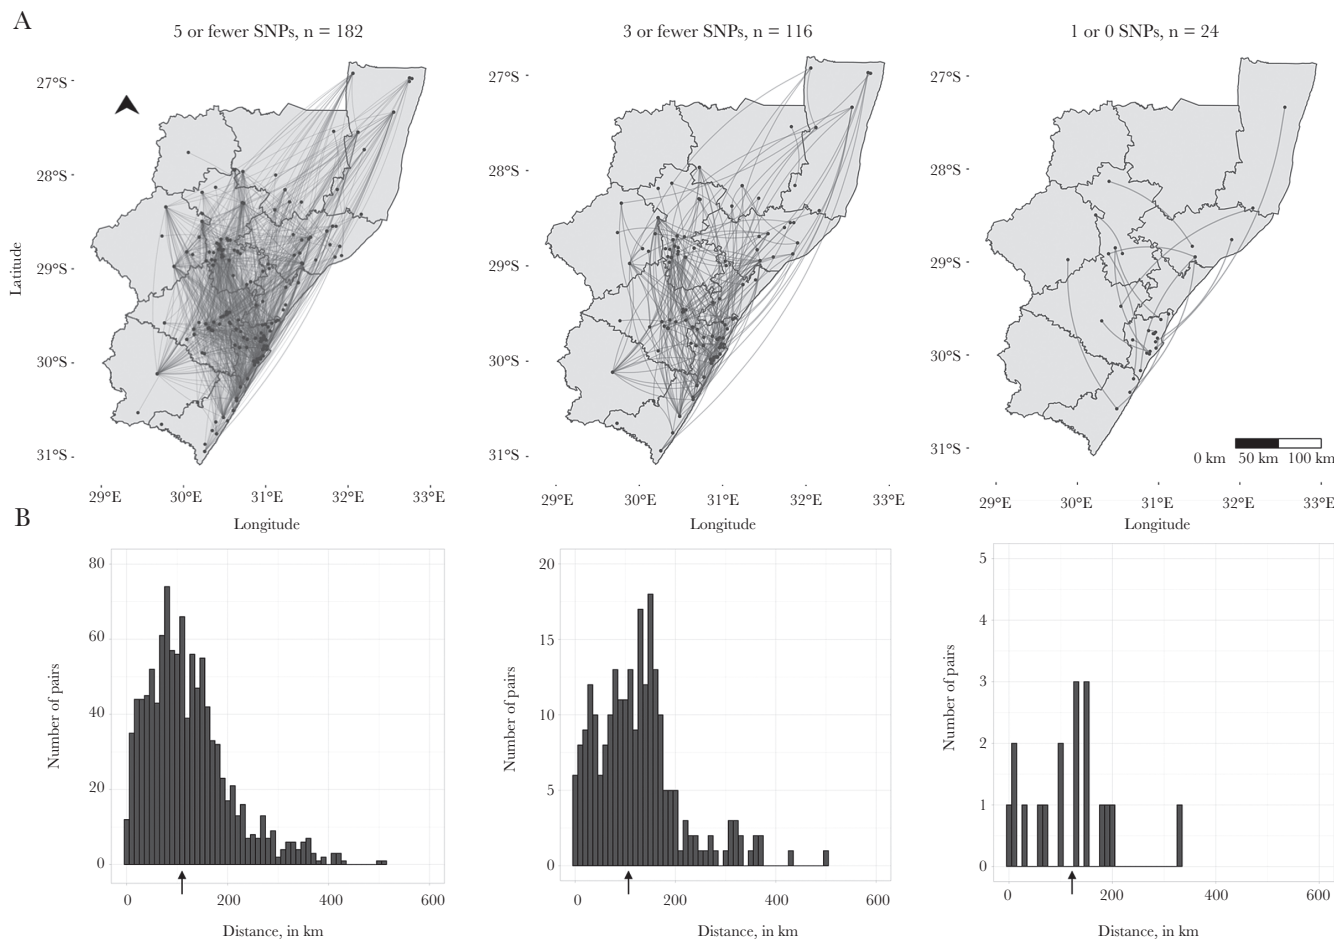 A
5 or fewer SNPs, n = 182
3 or fewer SNPs, n = 116
1 or 0 SNPs, n = 24
Latitude
27°S
28°S
29°S
30°S
31°S
27°S
28°S
29°S
30°S
31°S
27°S
28°S
29°S
30°S
31°S
0 km 50 km 100 km
29°E 30°E 31°E 32°E 33°E
29°E 30°E 31°E 32°E 33°E
29°E 30°E 31°E 32°E 33°E
Longitude
Longitude
Longitude
B
Number of pairs
80
60
40
20
0
0 200 400 600
Distance, in km
Number of pairs
20
15
10
5
0
0 200 400 600
Distance, in km
Number of pairs
5
4
3
2
1
0
0 200 400 600
Distance, in km